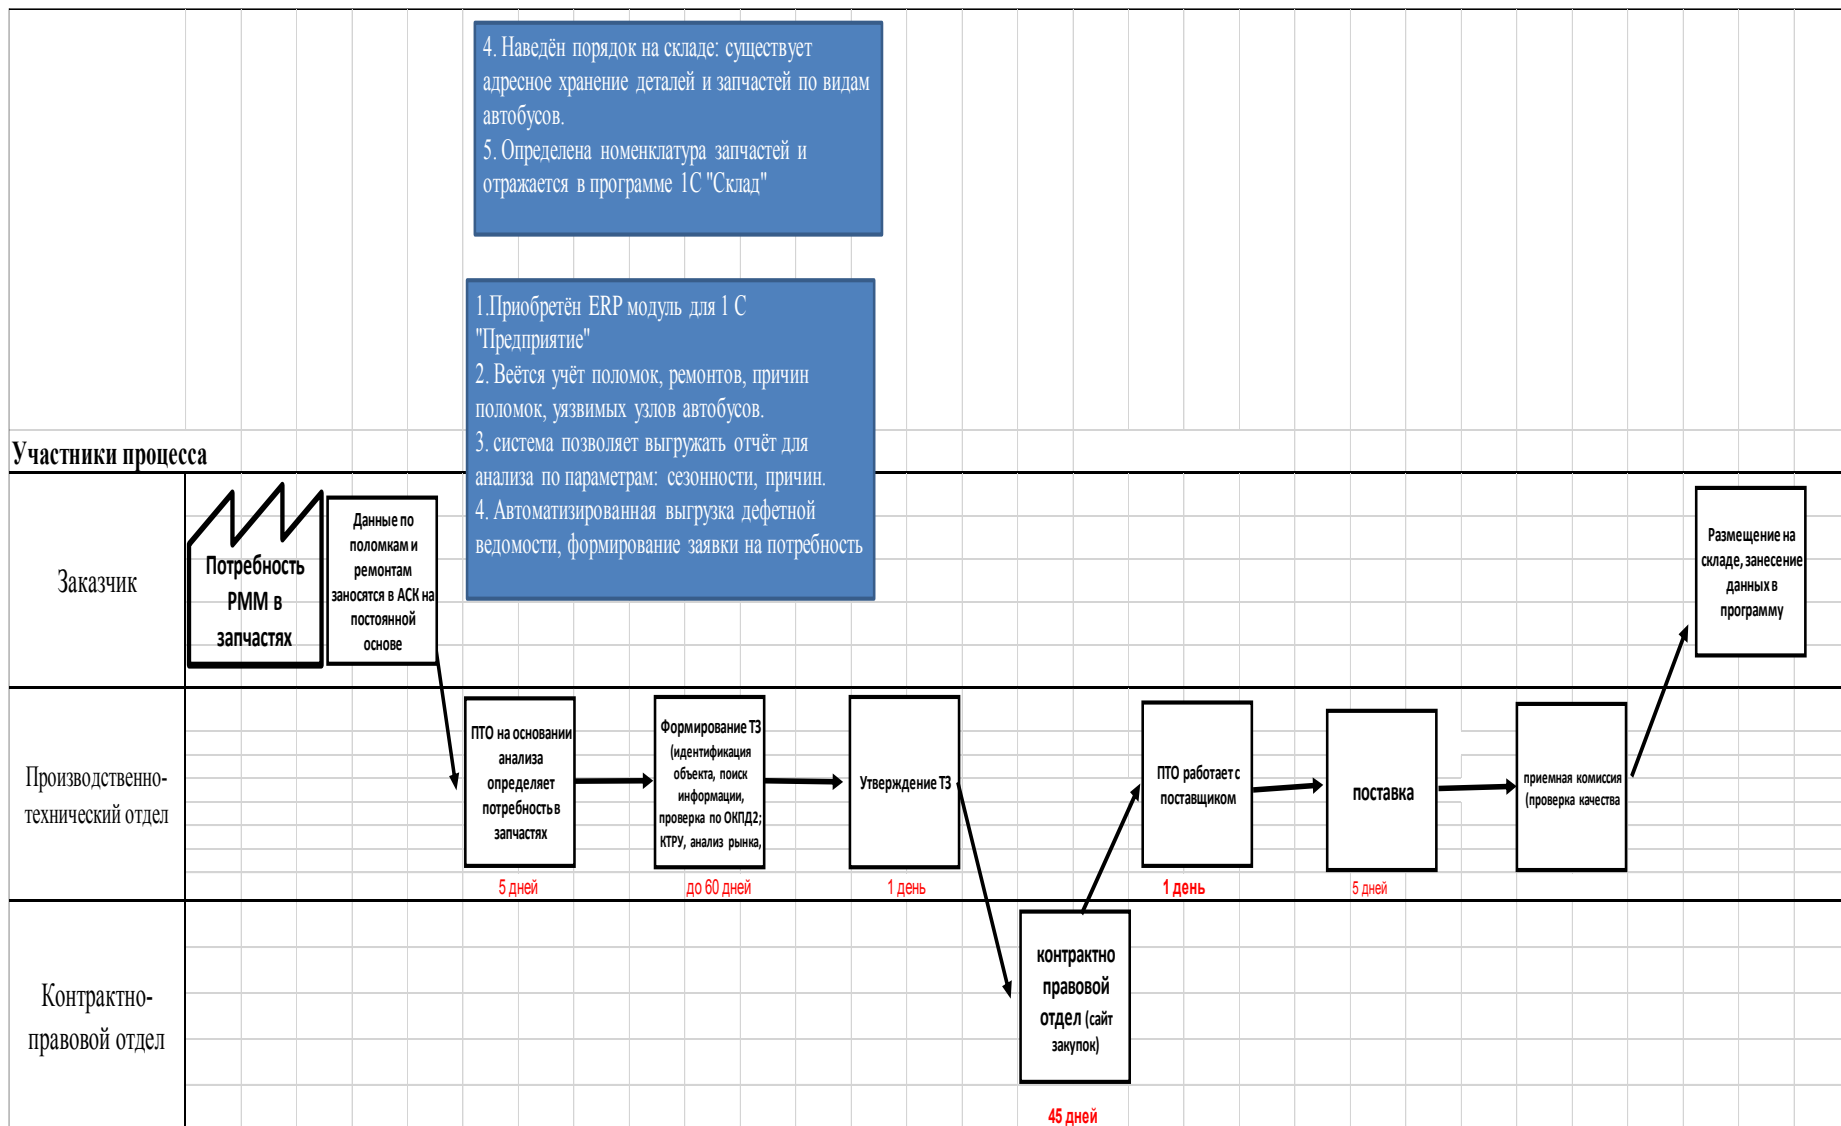 4. Наведён порядок на складе: существует
адресное хранение деталей и запчастей по видам
автобусов.
5. Определена номенклатура запчастей и
отражается в программе 1С "Склад"
1.Приобретён ERP модуль для 1 С
"Предприятие"
2. Веётся учёт поломок, ремонтов, причин
поломок, уязвимых узлов автобусов.
3. система позволяет выгружать отчёт для
анализа по параметрам: сезонности, причин.
4. Автоматизированная выгрузка дефетной
ведомости, формирование заявки на потребность
Участники процесса
Заказчик
Потребность
РММ в
запчастях
Данные по
поломкам и
ремонтам
заносятся в АСК на
постоянной
основе
Размещение на
складе, занесение
данных в
программу
Производственно-
технический отдел
ПТО на основании
анализа
определяет
потребность в
запчастях
5 дней
Формирование ТЗ
(идентификация
объекта, поиск
информации,
проверка по ОКПД2;
КТРУ, анализ рынка,
до 60 дней
Утверждение ТЗ
1 день
ПТО работает с
поставщиком
1 день
поставка
5 дней
приемная комиссия
(проверка качества
Контрактно-
правовой отдел
контрактно
правовой
отдел (сайт
закупок)
45 дней